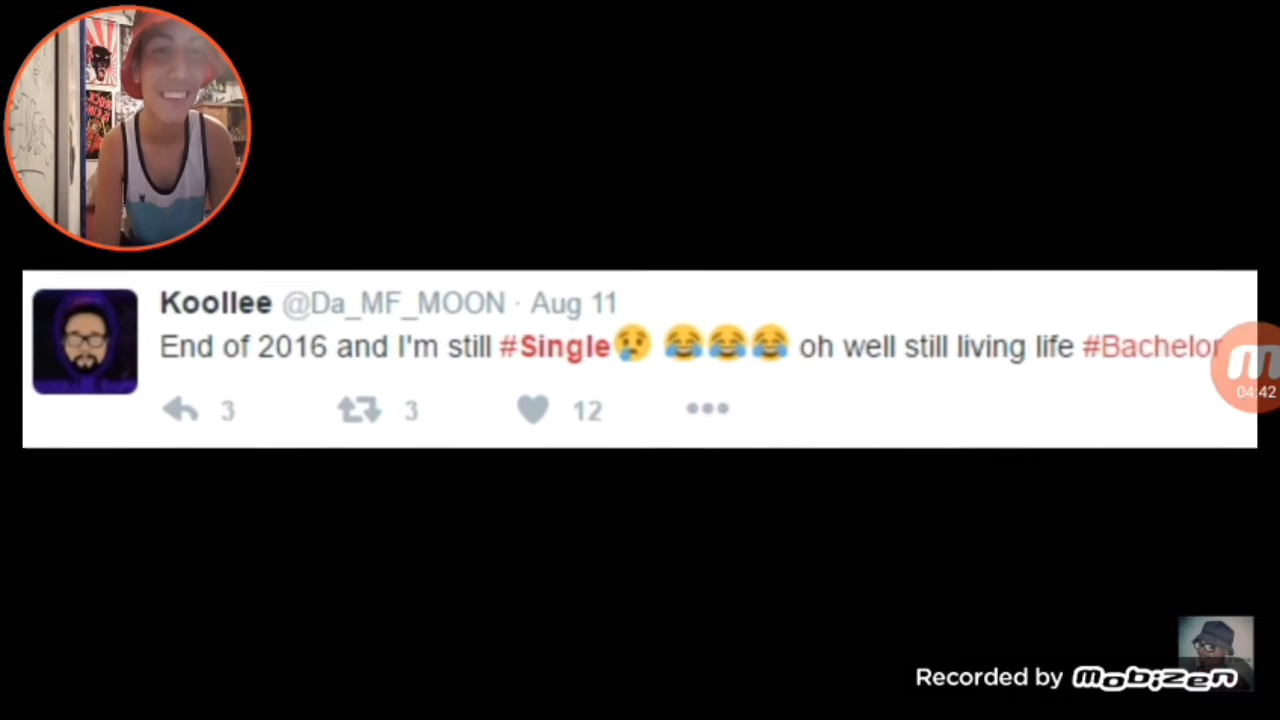 Koollee @Da_MF_MOON · Aug 11
End of 2016 and I'm still #Single😢 😂😂😂 oh well still living life #Bachelor
3 3 12 •••
04:42
Recorded by mobizen